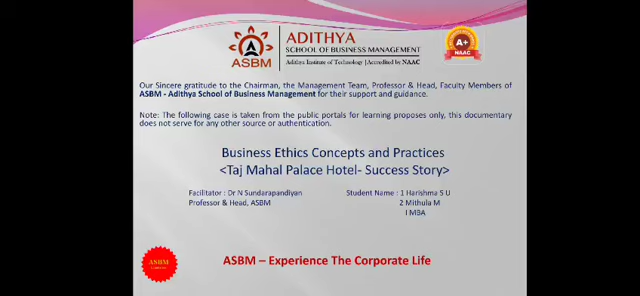 ADITHYA
SCHOOL OF BUSINESS MANAGEMENT
Adithya Institute of Technology | Accredited by NAAC
ASBM
A+
NAAC
Our Sincere gratitude to the Chairman, the Management Team, Professor & Head, Faculty Members of
ASBM - Adithya School of Business Management for their support and guidance.
Note: The following case is taken from the public portals for learning proposes only, this documentary
does not serve for any other source or authentication.
Business Ethics Concepts and Practices
<Taj Mahal Palace Hotel- Success Story>
Facilitator : Dr N Sundarapandiyan
Professor & Head, ASBM
Student Name : 1 Harishma S U
2 Mithula M
I MBA
ASBM
ASBM – Experience The Corporate Life